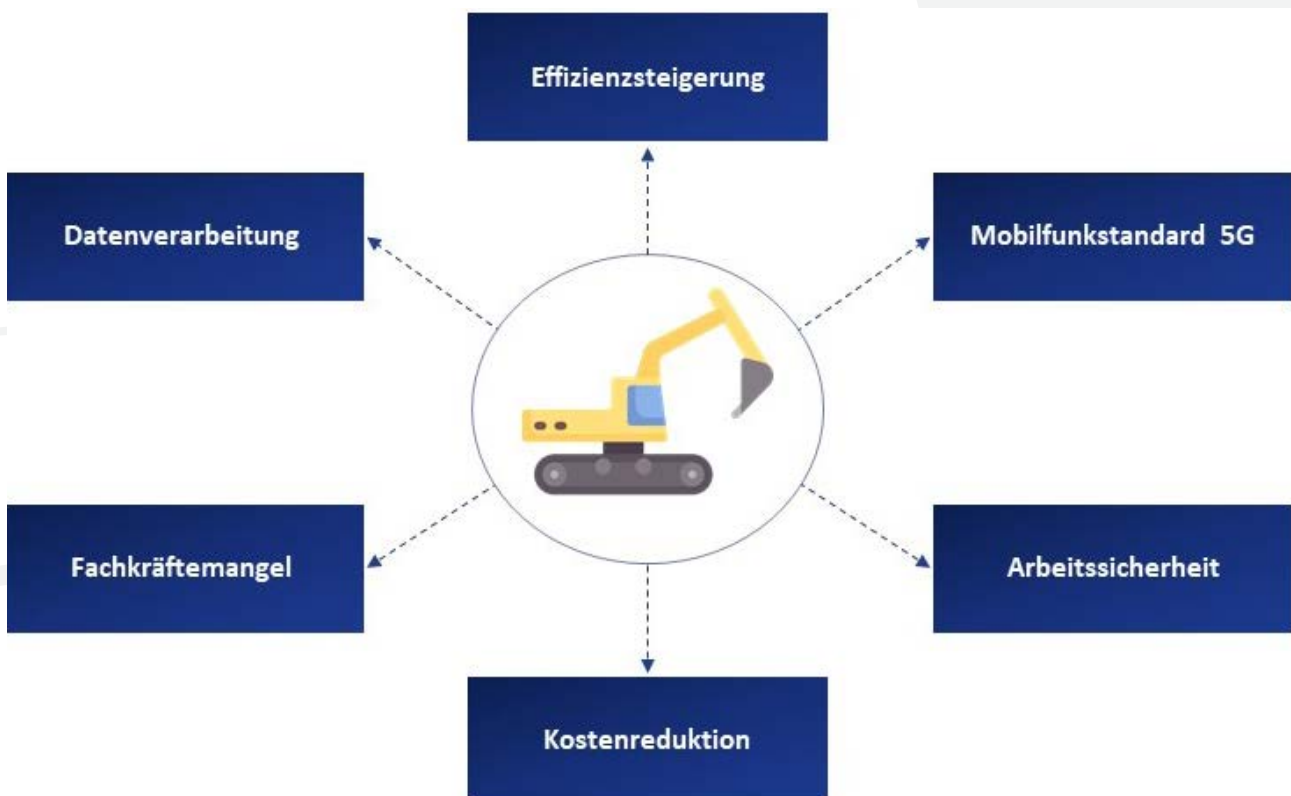 Effizienzsteigerung
Datenverarbeitung
Mobilfunkstandard 5G
Fachkräftemangel
Arbeitssicherheit
Kostenreduktion